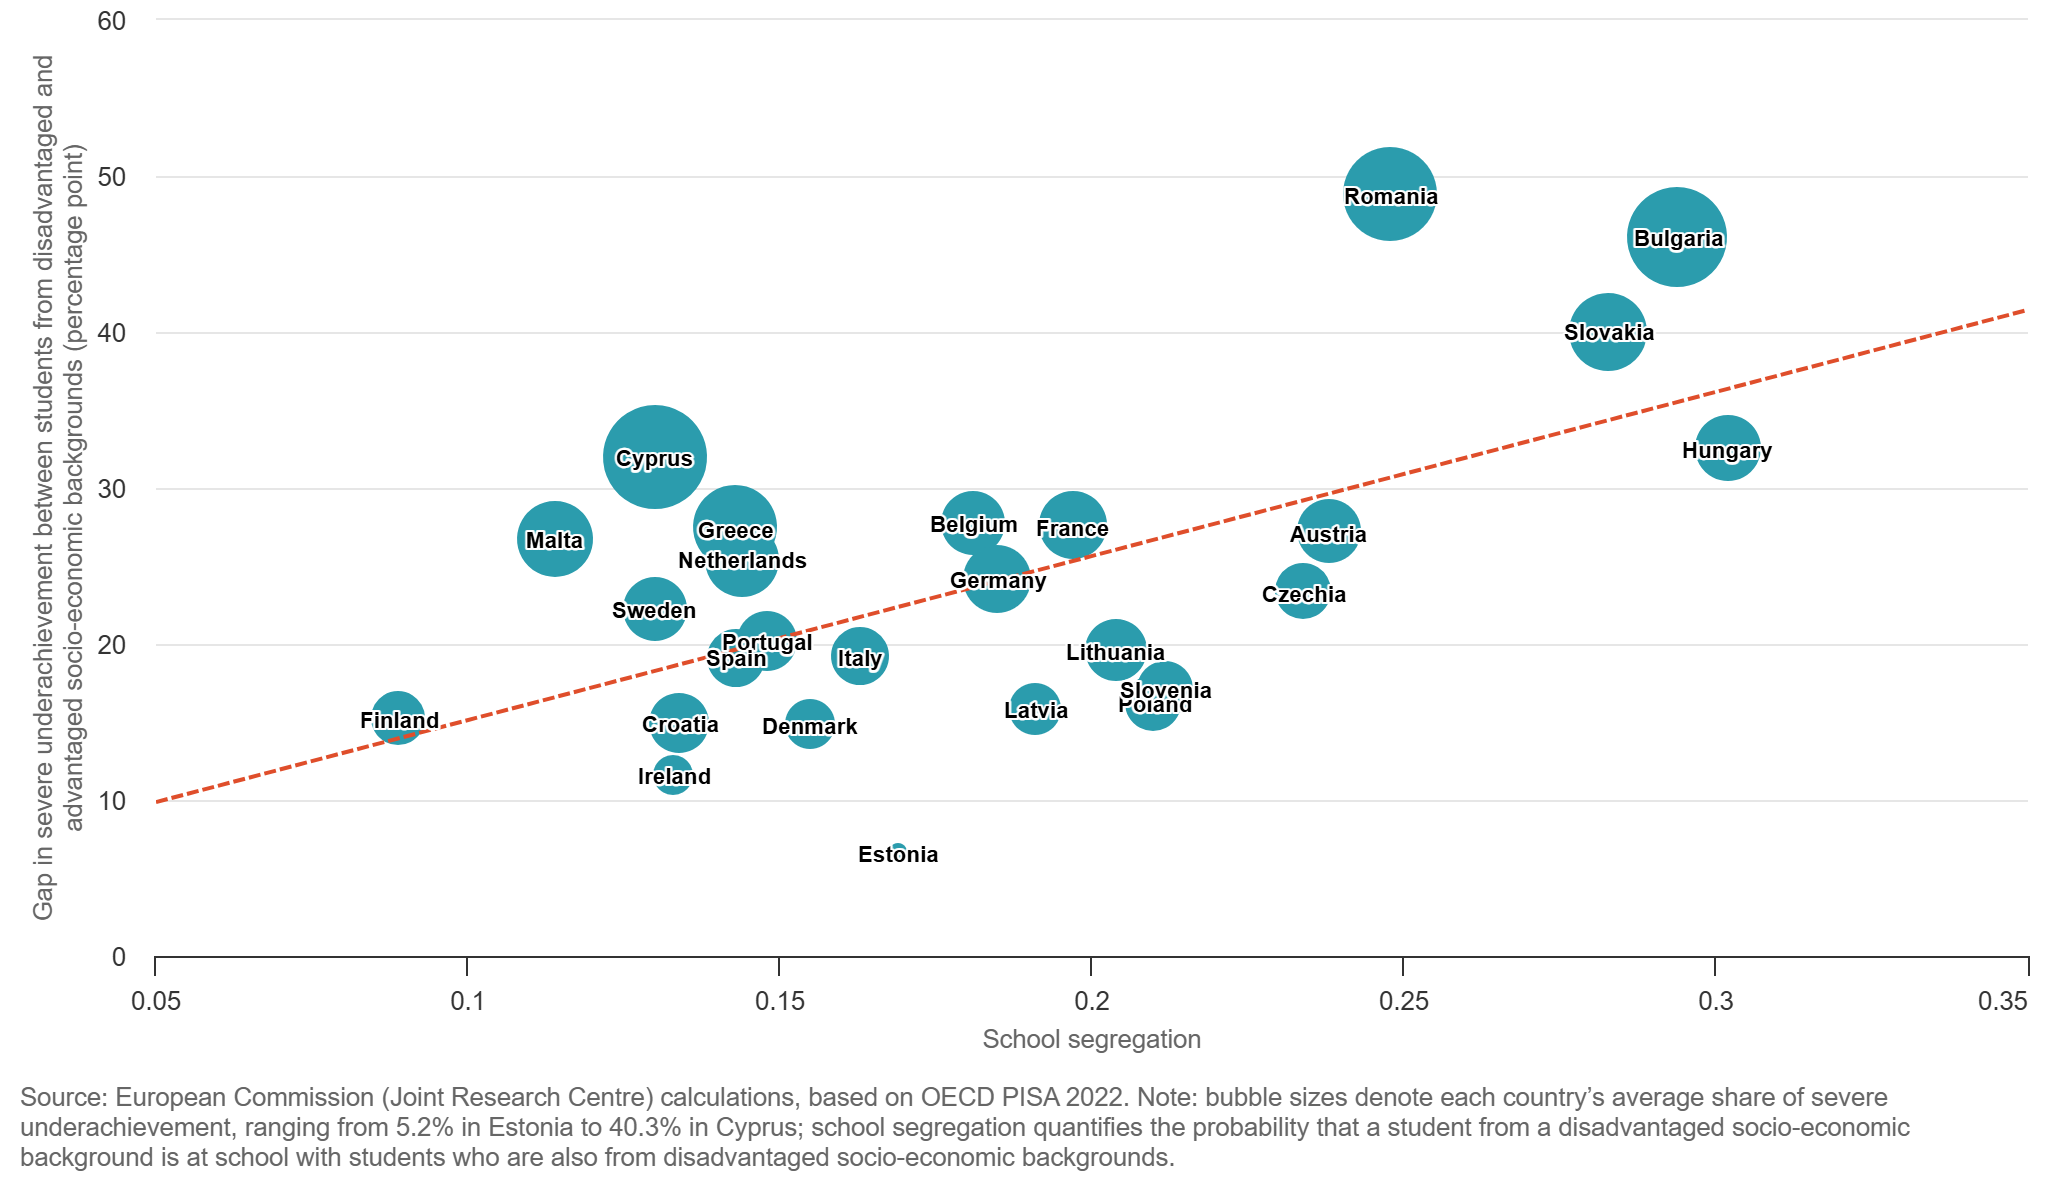 60
50
40
30
20
10
0
Gap in severe underachievement between students from disadvantaged and
advantaged socio-economic backgrounds (percentage point)
Romania
Bulgaria
Slovakia
Hungary
Cyprus
Malta
Greece
Netherlands
Belgium
France
Austria
Germany
Czechia
Sweden
Portugal
Spain
Italy
Lithuania
Slovenia
Poland
Latvia
Finland
Croatia
Denmark
Ireland
Estonia
0.05 0.1 0.15 0.2 0.25 0.3 0.35
School segregation
Source: European Commission (Joint Research Centre) calculations, based on OECD PISA 2022. Note: bubble sizes denote each country’s average share of severe
underachievement, ranging from 5.2% in Estonia to 40.3% in Cyprus; school segregation quantifies the probability that a student from a disadvantaged socio-economic
background is at school with students who are also from disadvantaged socio-economic backgrounds.